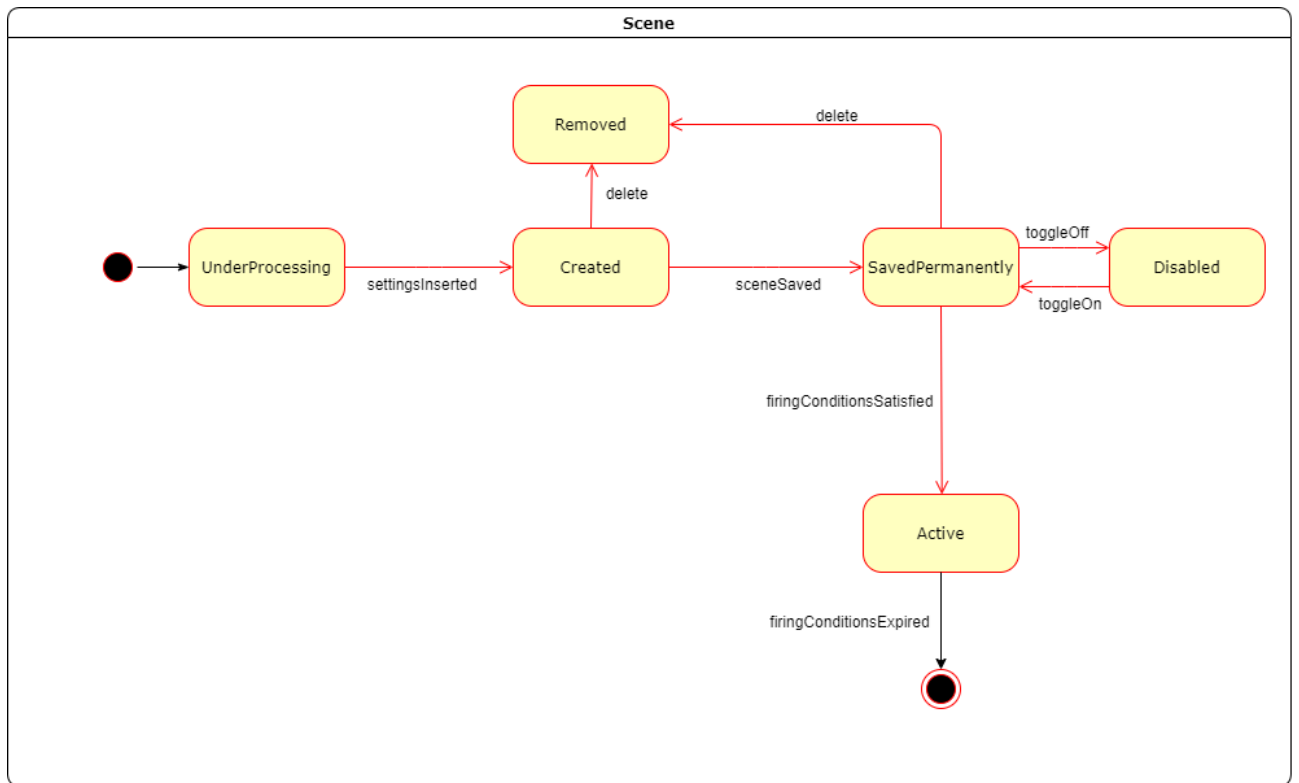 Scene
Removed
delete
delete
UnderProcessing
settingsInserted
Created
sceneSaved
SavedPermanently
toggleOff
toggleOn
Disabled
firingConditionsSatisfied
Active
firingConditionsExpired